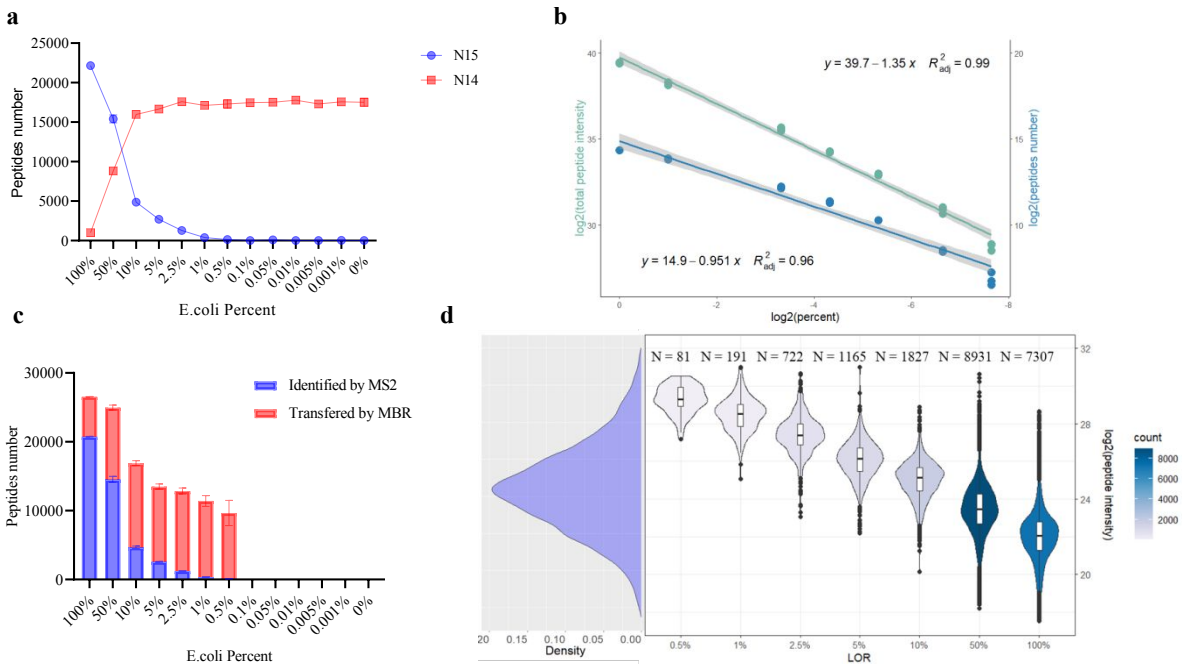 a
25000
20000
15000
10000
5000
0
Peptides number
100%
50%
10%
5%
2.5%
1%
0.5%
0.1%
0.05%
0.01%
0.005%
0.001%
0%
E.coli Percent
N15
N14
b
40
35
30
log2(total peptide intensity)
20
15
10
log2(peptides number)
y = 39.7 − 1.35 x R²adj = 0.99
y = 14.9 − 0.951 x R²adj = 0.96
0
-2
-4
-6
-8
log2(percent)
c
30000
20000
10000
0
Peptides number
Identified by MS2
Transfered by MBR
100%
50%
10%
5%
2.5%
1%
0.5%
0.1%
0.01%
0.005%
0.001%
0%
E.coli Percent
d
20
0.15
0.10
0.05
0.00
Density
N = 81
N = 191
N = 722
N = 1165
N = 1827
N = 8931
N = 7307
32
28
24
20
log2(peptide intensity)
0.5%
1%
2.5%
5%
10%
50%
100%
LOR
count
8000
6000
4000
2000